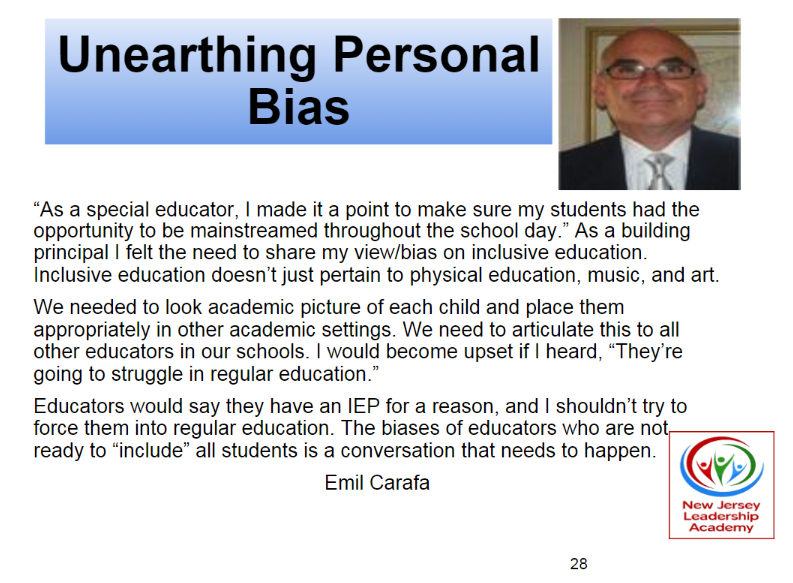 Unearthing Personal
Bias
“As a special educator, I made it a point to make sure my students had the
opportunity to be mainstreamed throughout the school day.” As a building
principal I felt the need to share my view/bias on inclusive education.
Inclusive education doesn’t just pertain to physical education, music, and art.
We needed to look academic picture of each child and place them
appropriately in other academic settings. We need to articulate this to all
other educators in our schools. I would become upset if I heard, “They’re
going to struggle in regular education.”
Educators would say they have an IEP for a reason, and I shouldn’t try to
force them into regular education. The biases of educators who are not
ready to “include” all students is a conversation that needs to happen.
Emil Carafa
New Jersey
Leadership
Academy
28